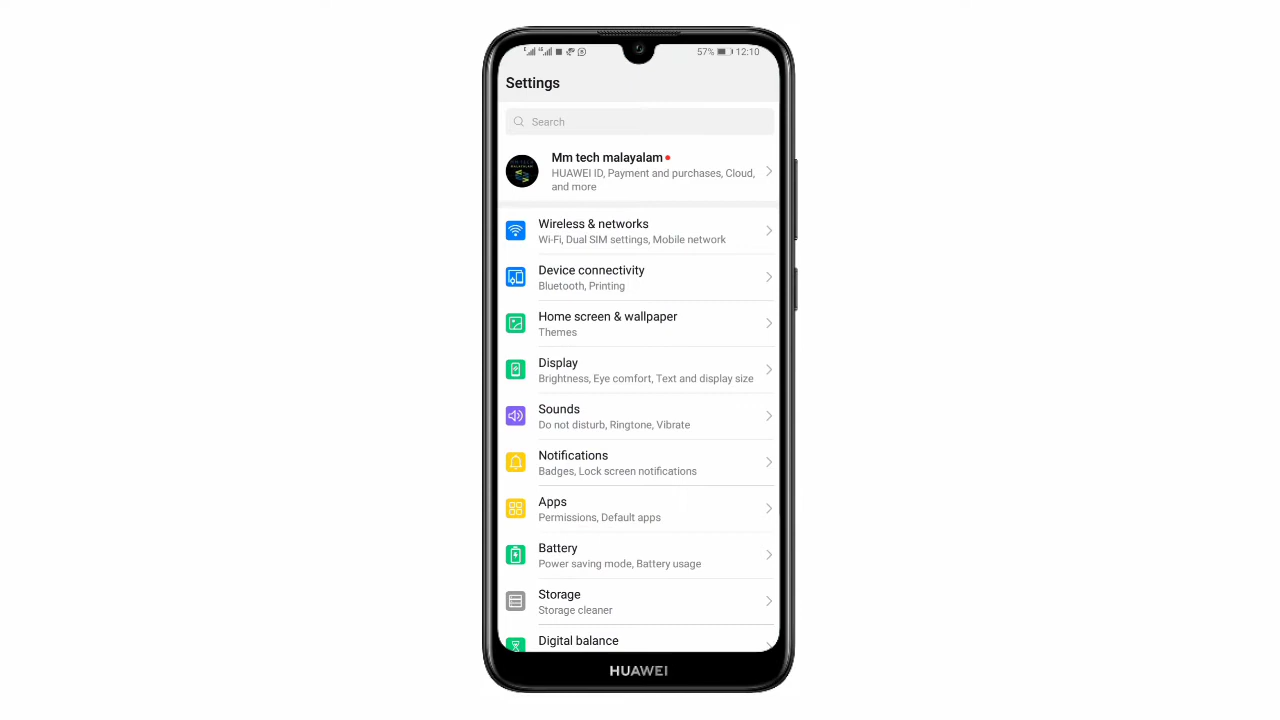 57% 12:10
Settings
Search
Mm tech malayalam
HUAWEI ID, Payment and purchases, Cloud,
and more
Wireless & networks
Wi-Fi, Dual SIM settings, Mobile network
Device connectivity
Bluetooth, Printing
Home screen & wallpaper
Themes
Display
Brightness, Eye comfort, Text and display size
Sounds
Do not disturb, Ringtone, Vibrate
Notifications
Badges, Lock screen notifications
Apps
Permissions, Default apps
Battery
Power saving mode, Battery usage
Storage
Storage cleaner
Digital balance
HUAWEI